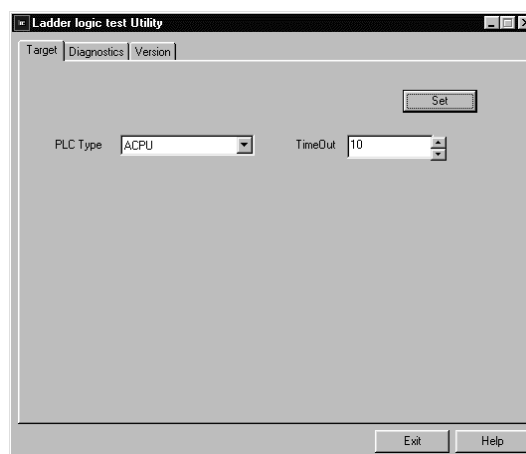 Ladder logic test Utility
Target Diagnostics Version
Set
PLC Type ACPU TimeOut 10
Exit Help